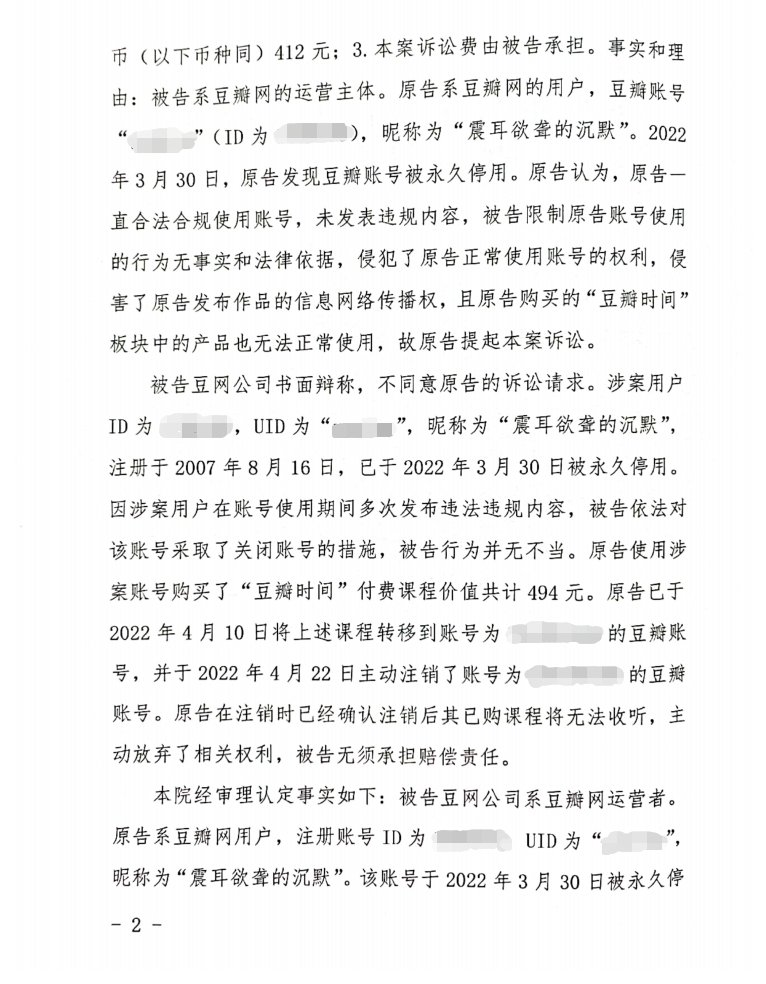 币（以下币种同）412 元；3.本案诉讼费由被告承担。事实和理
由：被告系豆瓣网的运营主体。原告系豆瓣网的用户，豆瓣账号
“ ”（ID 为 ），昵称为“震耳欲聋的沉默”。2022
年 3 月 30 日，原告发现豆瓣账号被永久停用。原告认为，原告一
直合法合规使用账号，未发表违规内容，被告限制原告账号使用
的行为无事实和法律依据，侵犯了原告正常使用账号的权利，侵
害了原告发布作品的信息网络传播权，且原告购买的“豆瓣时间”
板块中的产品也无法正常使用，故原告提起本案诉讼。
被告豆网公司书面辩称，不同意原告的诉讼请求。涉案用户
ID 为 ，UID 为“ ”，昵称为“震耳欲聋的沉默”，
注册于 2007 年 8 月 16 日，已于 2022 年 3 月 30 日被永久停用。
因涉案用户在账号使用期间多次发布违法违规内容，被告依法对
该账号采取了关闭账号的措施，被告行为并无不当。原告使用涉
案账号购买了“豆瓣时间”付费课程价值共计 494 元。原告已于
2022 年 4 月 10 日将上述课程转移到账号为 的豆瓣账
号，并于 2022 年 4 月 22 日主动注销了账号为 的豆瓣
账号。原告在注销时已经确认注销后其已购课程将无法收听，主
动放弃了相关权利，被告无须承担赔偿责任。
本院经审理认定事实如下：被告豆网公司系豆瓣网运营者。
原告系豆瓣网用户，注册账号 ID 为 UID 为“ ”，
昵称为“震耳欲聋的沉默”。该账号于 2022 年 3 月 30 日被永久停
- 2 -